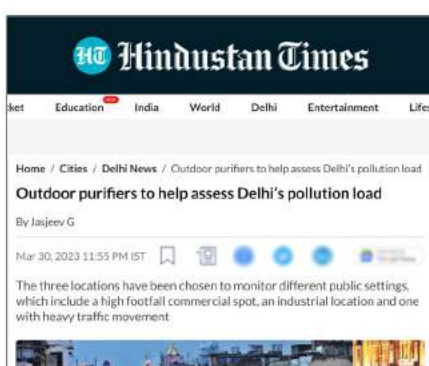 HT Hindustan Times
ket Education India World Delhi Entertainment Life
Home / Cities / Delhi News / Outdoor purifiers to help assess Delhi's pollution load
Outdoor purifiers to help assess Delhi's pollution load
By Jasjeev G
Mar 30, 2023 11:55 PM IST
The three locations have been chosen to monitor different public settings,
which include a high footfall commercial spot, an industrial location and one
with heavy traffic movement